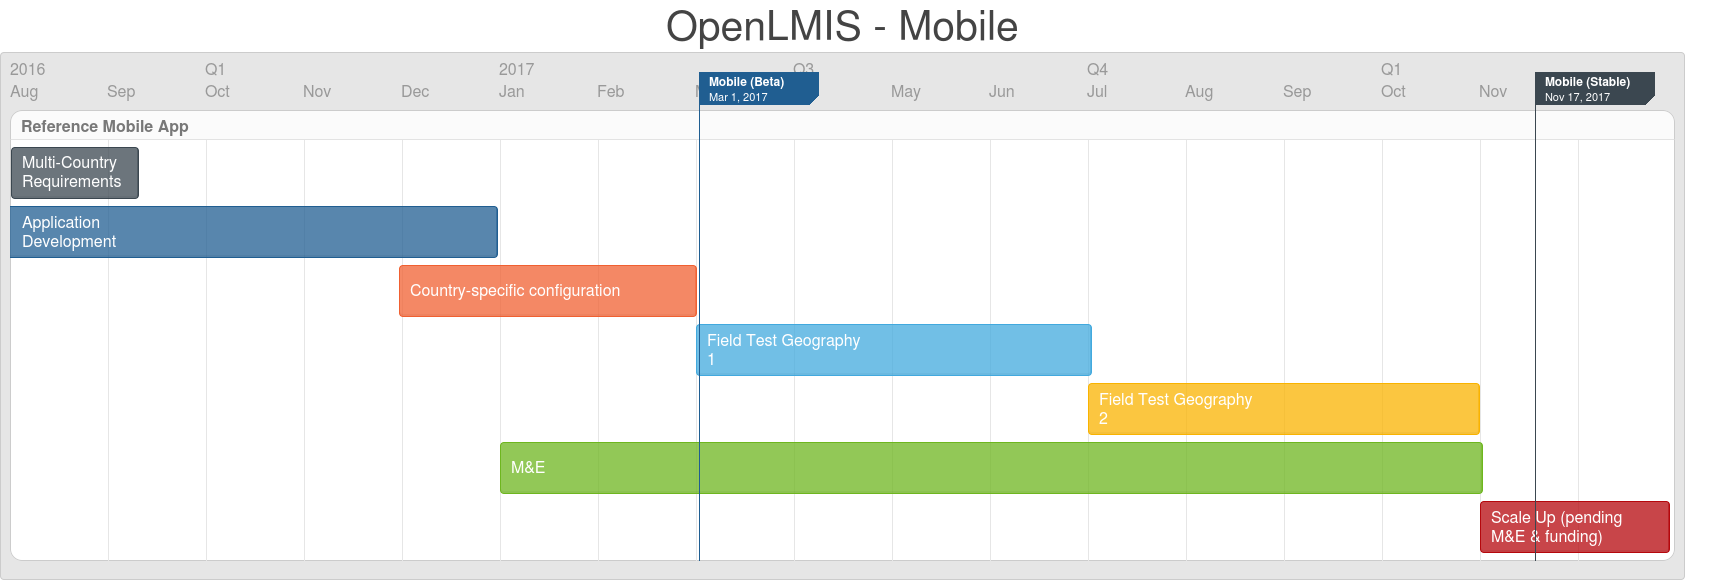 OpenLMIS - Mobile
2016 Q1 2017 Q3 Q4 Q1
Aug Sep Oct Nov Dec Jan Feb May Jun Jul Aug Sep Oct Nov
Mobile (Beta)
Mar 1, 2017
Mobile (Stable)
Nov 17, 2017
Reference Mobile App
Multi-Country
Requirements
Application
Development
Country-specific configuration
Field Test Geography
1
Field Test Geography
2
M&E
Scale Up (pending
M&E & funding)